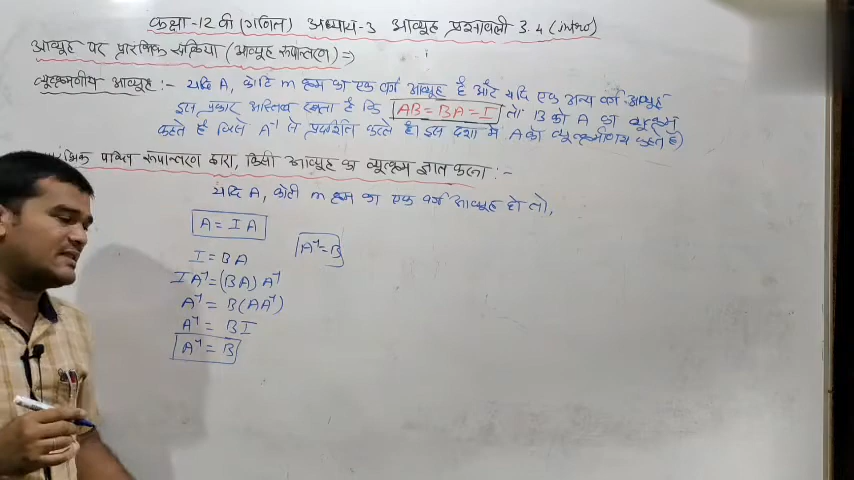 कक्षा -12 वी (गणित) अध्याय-3 आव्यूह प्रश्नावली 3.4 (intro)
आव्यूह पर प्रारंभिक संक्रिया (आव्यूह रूपान्तरण) ⇒
व्युत्क्रमणीय आव्यूह :- यदि A, कोटि m क्रम का एक वर्ग आव्यूह है और यदि एक अन्य वर्ग आव्यूह
इस प्रकार अस्तित्व रखता है कि AB = BA = I तो B को A का व्युत्क्रम
कहते हैं जिसे A⁻¹ से प्रदर्शित करते हैं। इस दशा में A को व्युत्क्रमणीय कहते हैं)
पंक्ति रूपान्तरण द्वारा, किसी आव्यूह का व्युत्क्रम ज्ञात करना :-
यदि A, कोटी m क्रम का एक वर्ग आव्यूह हो तो,
A = IA
I = BA A⁻¹ = B
IA⁻¹ = (BA) A⁻¹
A⁻¹ = B(AA⁻¹)
A⁻¹ = BI
A⁻¹ = B